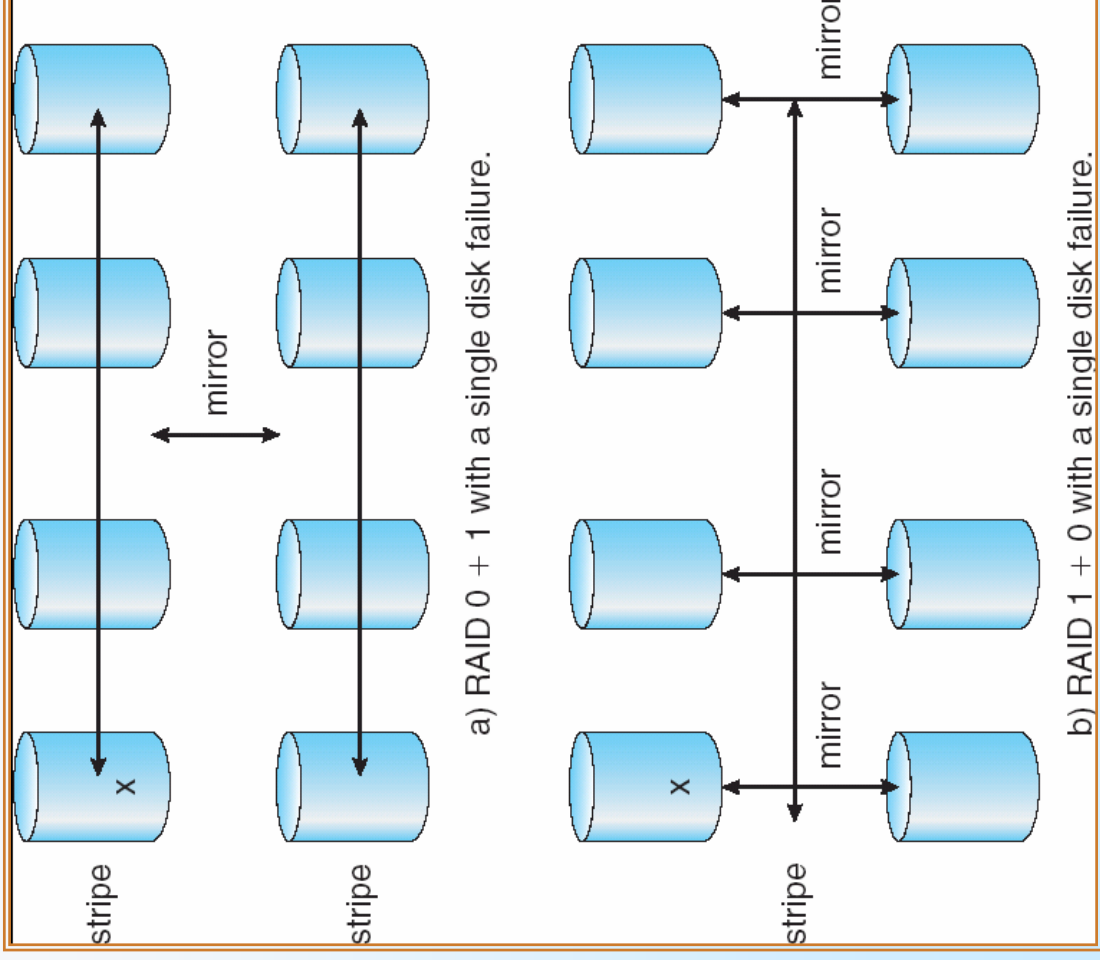 stripe
x
mirror
stripe
a) RAID 0 + 1 with a single disk failure.
x
stripe
mirror
mirror
mirror
mirror
b) RAID 1 + 0 with a single disk failure.